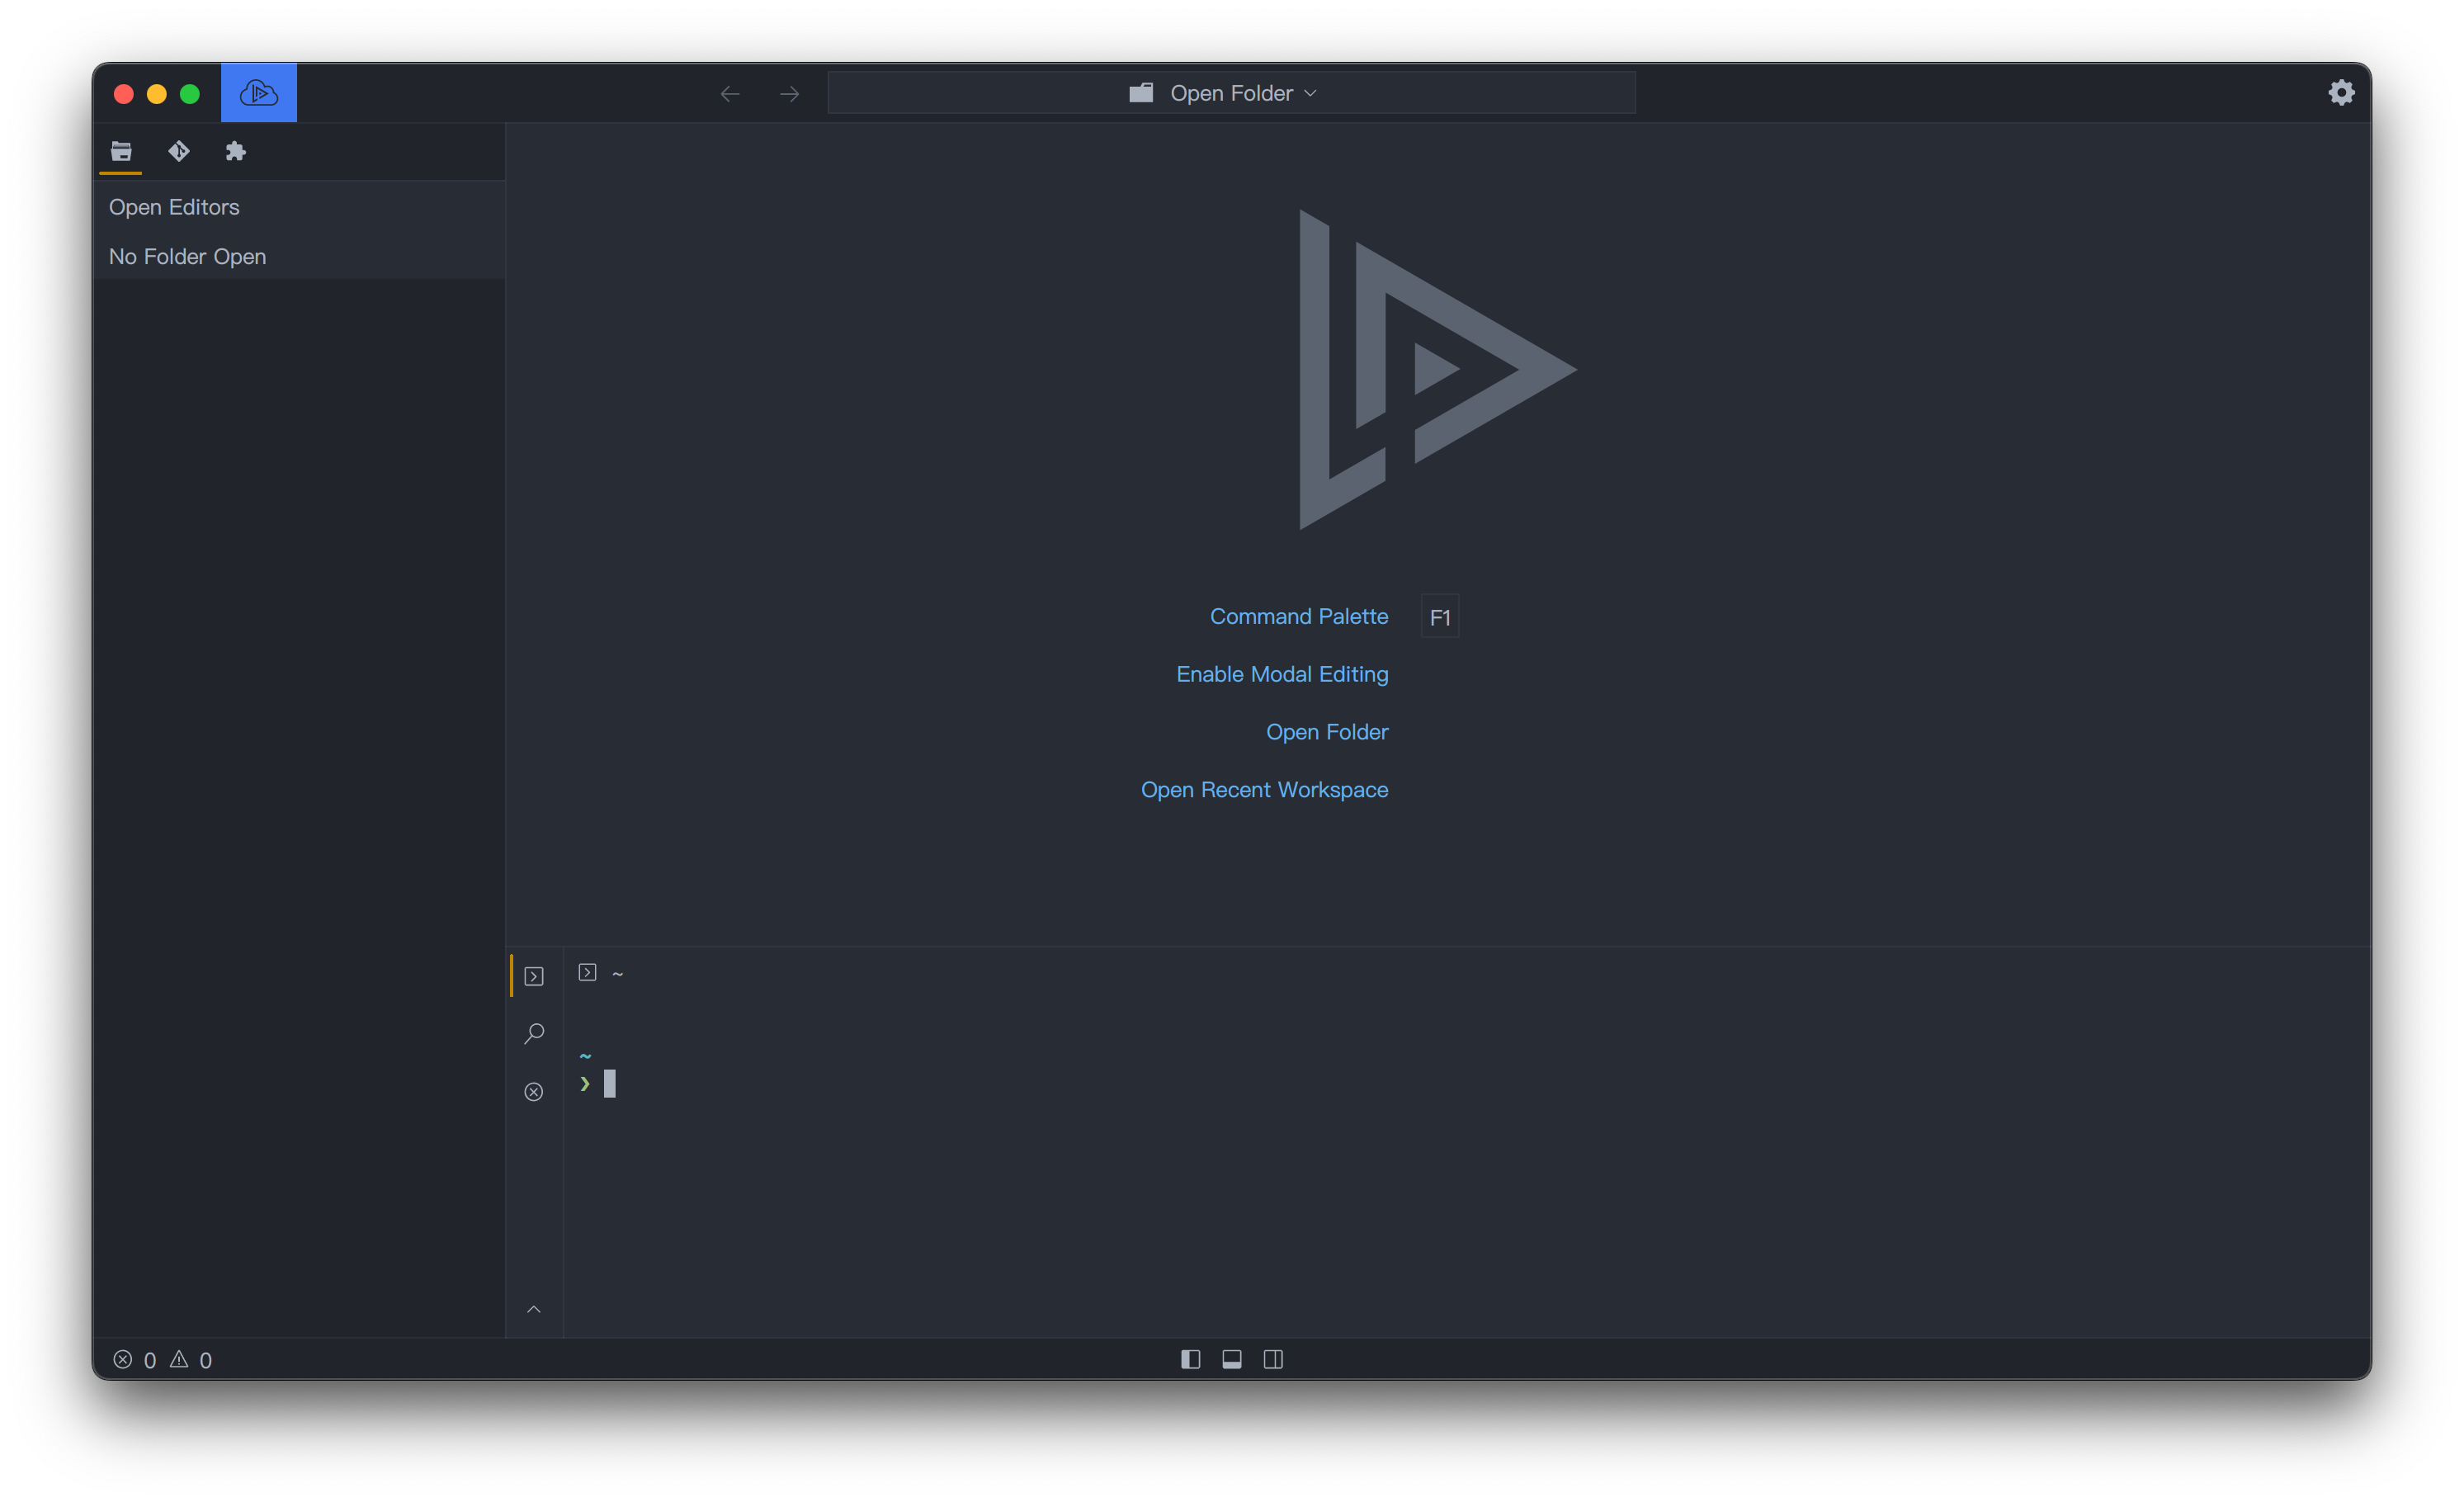 Open Folder
Open Editors
No Folder Open
Command Palette F1
Enable Modal Editing
Open Folder
Open Recent Workspace
~
~
❯
0 0